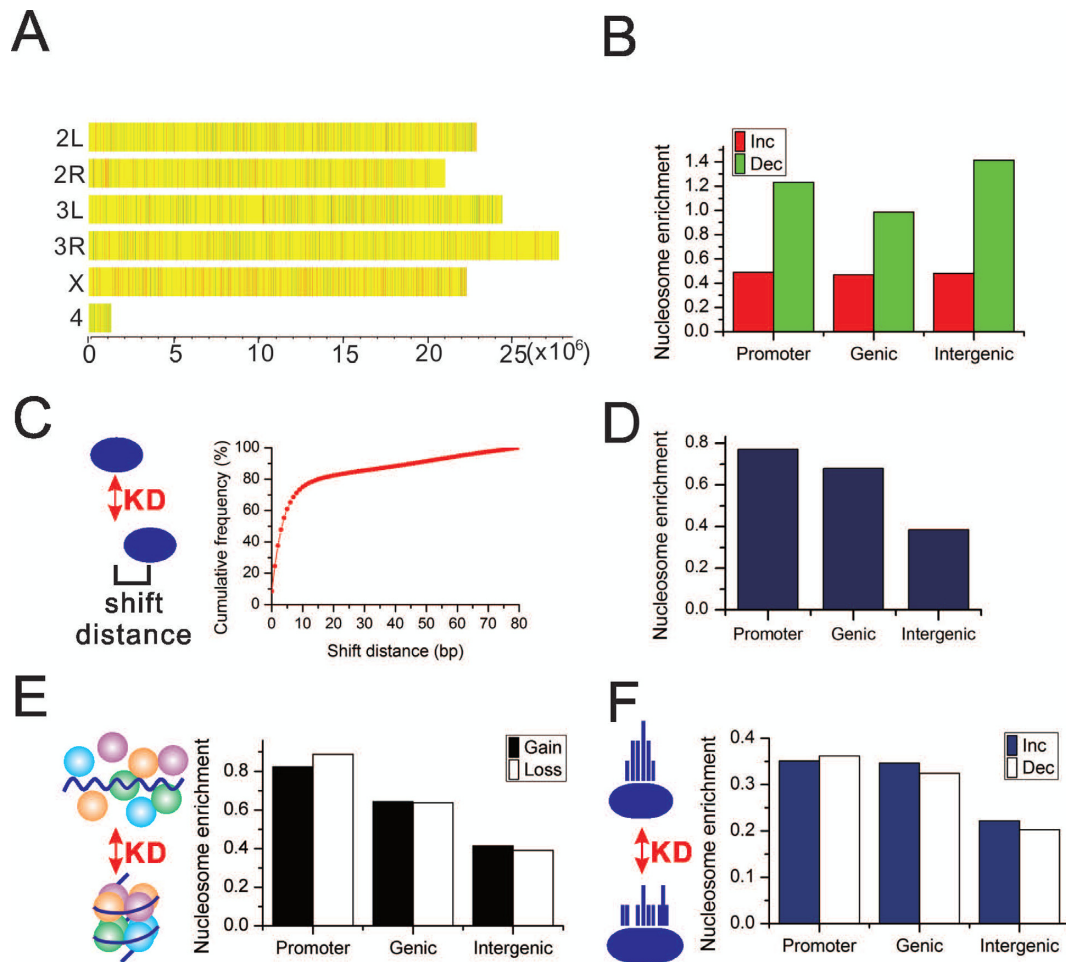 A
2L
2R
3L
3R
X
4
0 5 10 15 20 25 (x10⁶)
B
Nucleosome enrichment
1.4
1.2
1.0
0.8
0.6
0.4
0.2
0.0
Inc
Dec
Promoter Genic Intergenic
C
KD
shift
distance
Cumulative frequency (%)
100
80
60
40
20
0
0 10 20 30 40 50 60 70 80
Shift distance (bp)
D
Nucleosome enrichment
0.8
0.6
0.4
0.2
0.0
Promoter Genic Intergenic
E
KD
Nucleosome enrichment
0.8
0.6
0.4
0.2
0.0
Gain
Loss
Promoter Genic Intergenic
F
KD
Nucleosome enrichment
0.4
0.3
0.2
0.1
0.0
Inc
Dec
Promoter Genic Intergenic